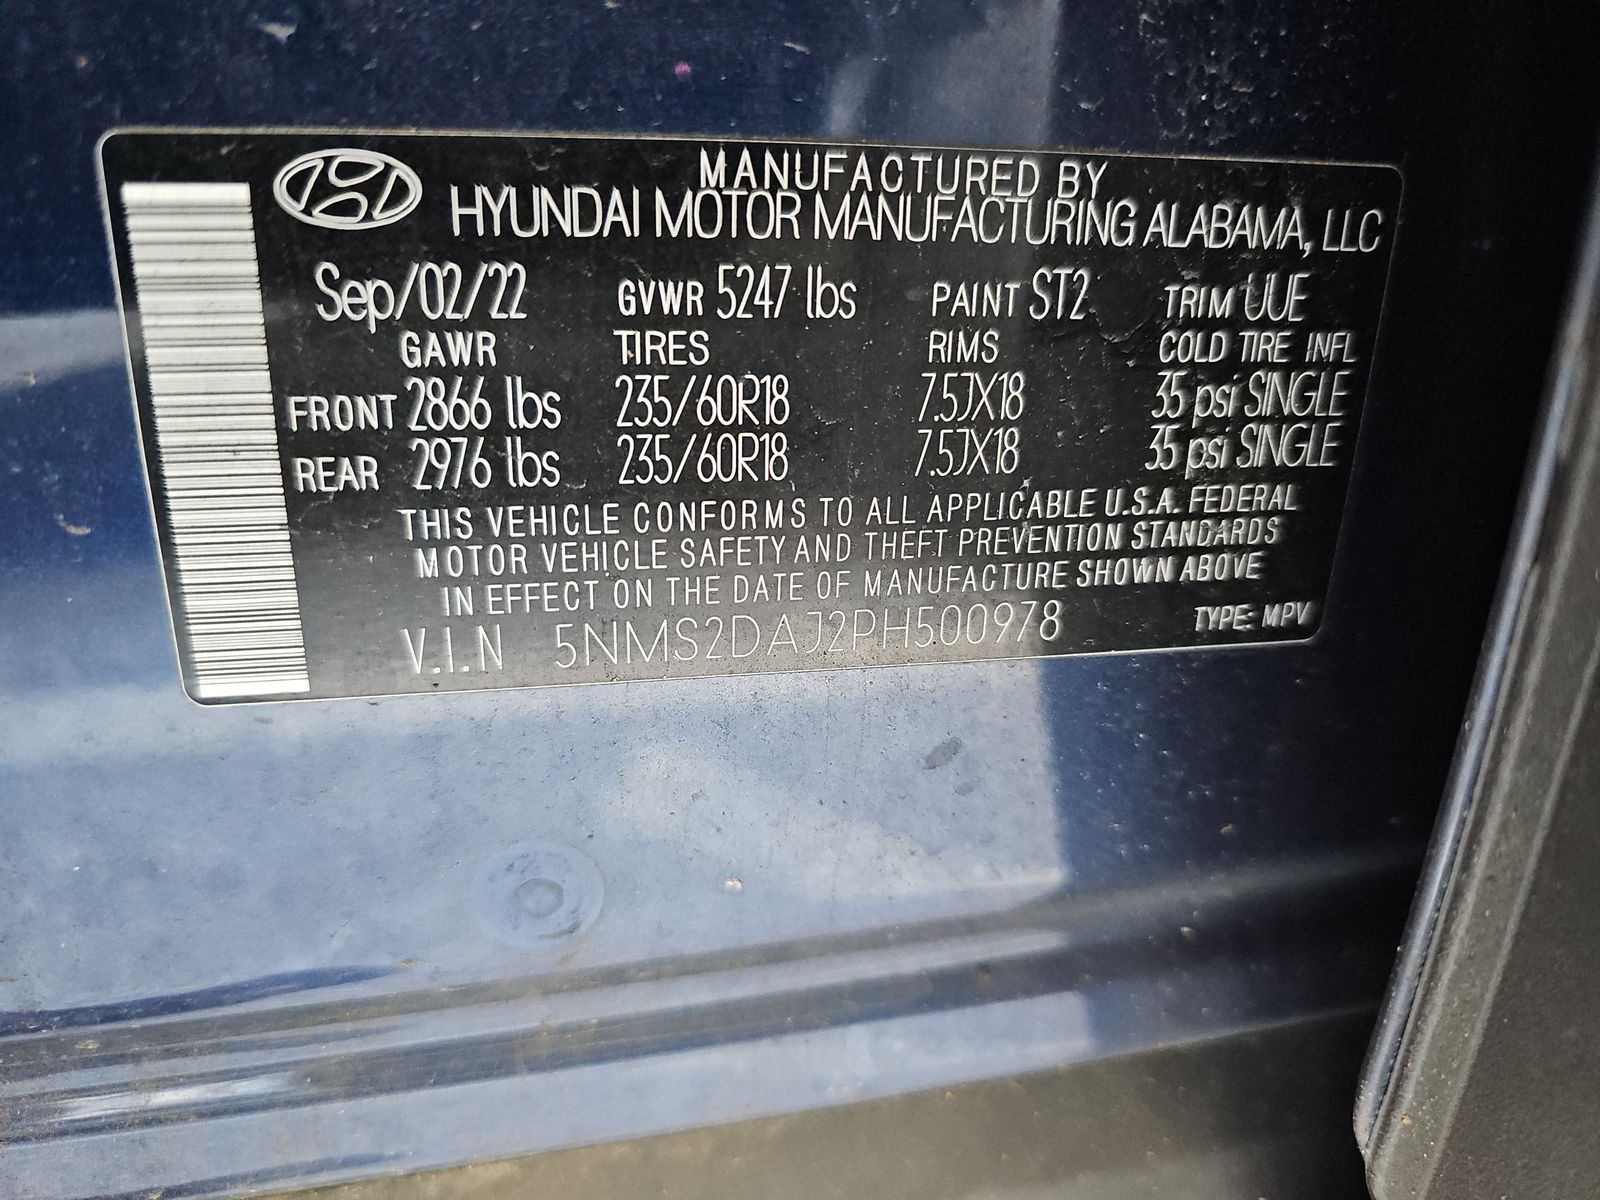 MANUFACTURED BY
HYUNDAI MOTOR MANUFACTURING ALABAMA, LLC
Sep/02/22 GVWR 5247 lbs PAINT ST2 TRIM UUE
GAWR TIRES RIMS COLD TIRE INFL
FRONT 2866 lbs 235/60R18 7.5JX18 35 psi SINGLE
REAR 2976 lbs 235/60R18 7.5JX18 35 psi SINGLE
THIS VEHICLE CONFORMS TO ALL APPLICABLE U.S.A. FEDERAL
MOTOR VEHICLE SAFETY AND THEFT PREVENTION STANDARDS
IN EFFECT ON THE DATE OF MANUFACTURE SHOWN ABOVE
V.I.N 5NMS2DAJ2PH500978 TYPE: MPV